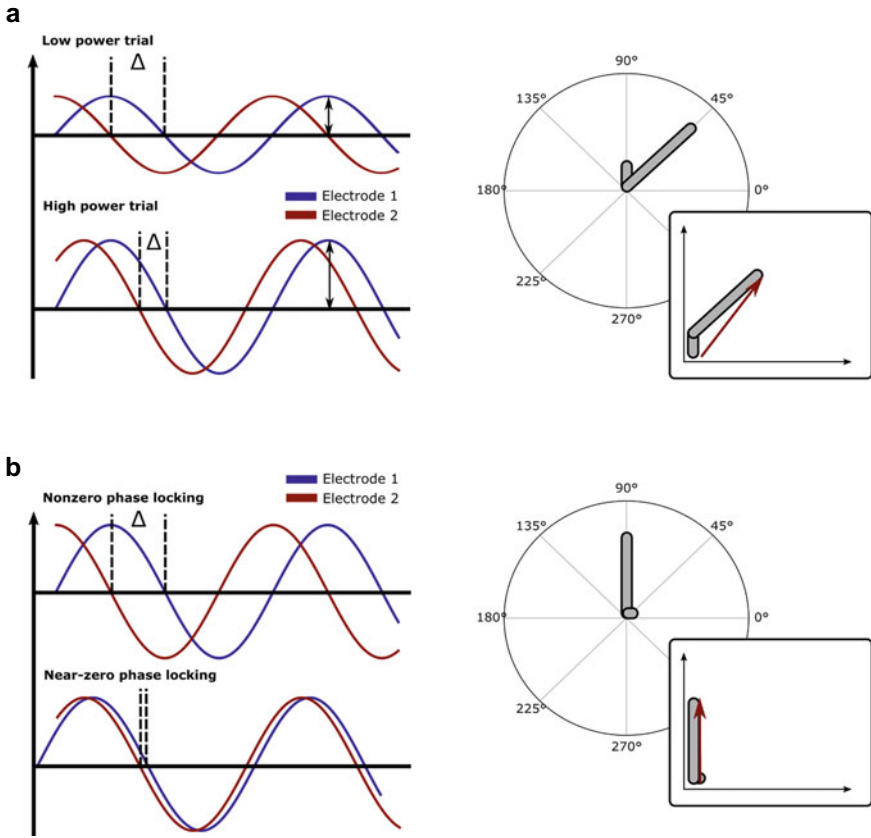 a
Low power trial
Δ
Electrode 1
Electrode 2
High power trial
Δ
90°
135°
45°
180°
0°
225°
270°
b
Electrode 1
Electrode 2
Nonzero phase locking
Δ
Near-zero phase locking
90°
135°
45°
180°
0°
225°
270°